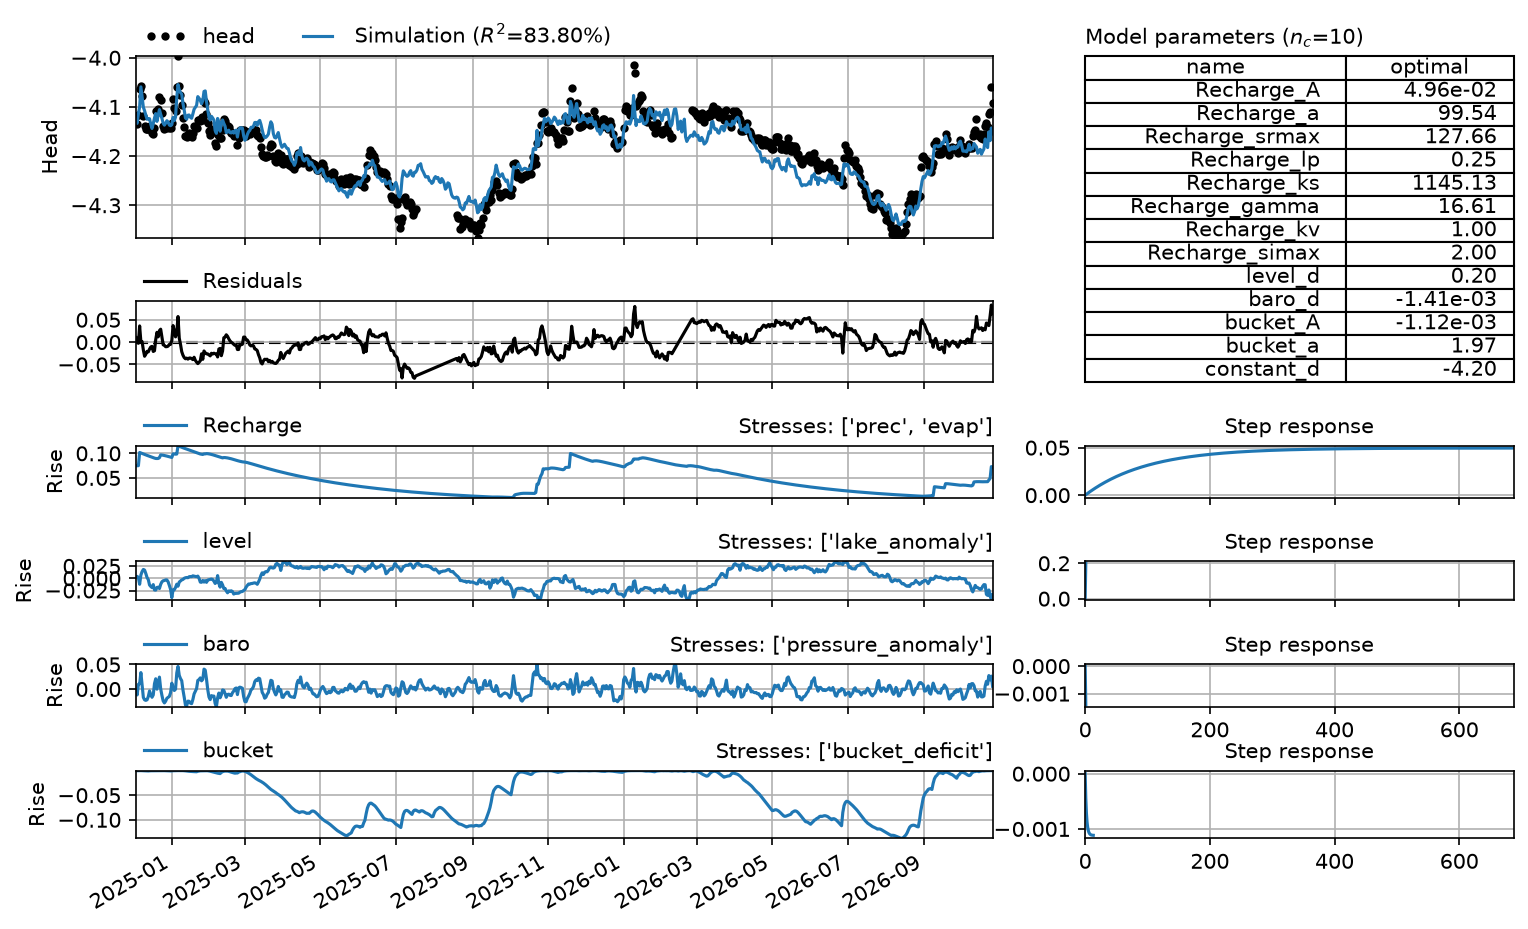 head Simulation (R²=83.80%)
Model parameters (n_c=10)
−4.0
−4.1
−4.2
−4.3
Head
name optimal
Recharge_A 4.96e-02
Recharge_a 99.54
Recharge_srmax 127.66
Recharge_lp 0.25
Recharge_ks 1145.13
Recharge_gamma 16.61
Recharge_kv 1.00
Recharge_simax 2.00
level_d 0.20
baro_d -1.41e-03
bucket_A -1.12e-03
bucket_a 1.97
constant_d -4.20
Residuals
0.05
0.00
−0.05
Recharge Stresses: ['prec', 'evap']
0.10
0.05
Rise
Step response
0.05
0.00
level Stresses: ['lake_anomaly']
0.025
0.000
−0.025
Rise
Step response
0.2
0.0
baro Stresses: ['pressure_anomaly']
0.05
0.00
Rise
Step response
0.000
−0.001
0 200 400 600
bucket Stresses: ['bucket_deficit']
−0.05
−0.10
Rise
2025-01 2025-03 2025-05 2025-07 2025-09 2025-11 2026-01 2026-03 2026-05 2026-07 2026-09
Step response
0.000
−0.001
0 200 400 600